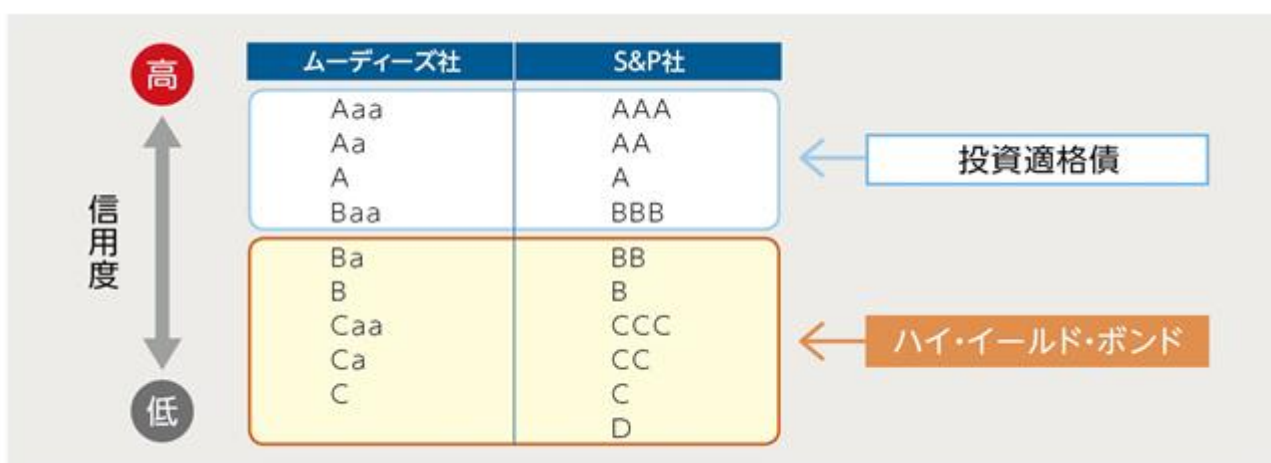 高
ムーディーズ社 S&P社
Aaa AAA
Aa AA
A A
Baa BBB
投資適格債
信用度
Ba BB
B B
Caa CCC
Ca CC
C C
D
ハイ・イールド・ボンド
低